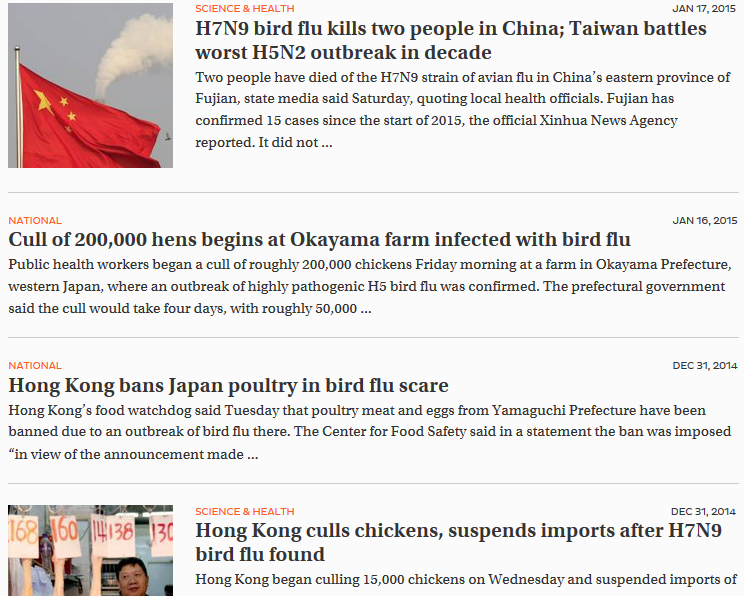 SCIENCE & HEALTH
JAN 17, 2015
H7N9 bird flu kills two people in China; Taiwan battles
worst H5N2 outbreak in decade
Two people have died of the H7N9 strain of avian flu in China’s eastern province of
Fujian, state media said Saturday, quoting local health officials. Fujian has
confirmed 15 cases since the start of 2015, the official Xinhua News Agency
reported. It did not ...
NATIONAL
JAN 16, 2015
Cull of 200,000 hens begins at Okayama farm infected with bird flu
Public health workers began a cull of roughly 200,000 chickens Friday morning at a farm in Okayama Prefecture,
western Japan, where an outbreak of highly pathogenic H5 bird flu was confirmed. The prefectural government
said the cull would take four days, with roughly 50,000 ...
NATIONAL
DEC 31, 2014
Hong Kong bans Japan poultry in bird flu scare
Hong Kong’s food watchdog said Tuesday that poultry meat and eggs from Yamaguchi Prefecture have been
banned due to an outbreak of bird flu there. The Center for Food Safety said in a statement the ban was imposed
“in view of the announcement made ...
SCIENCE & HEALTH
DEC 31, 2014
Hong Kong culls chickens, suspends imports after H7N9
bird flu found
Hong Kong began culling 15,000 chickens on Wednesday and suspended imports of
168 160 138 130